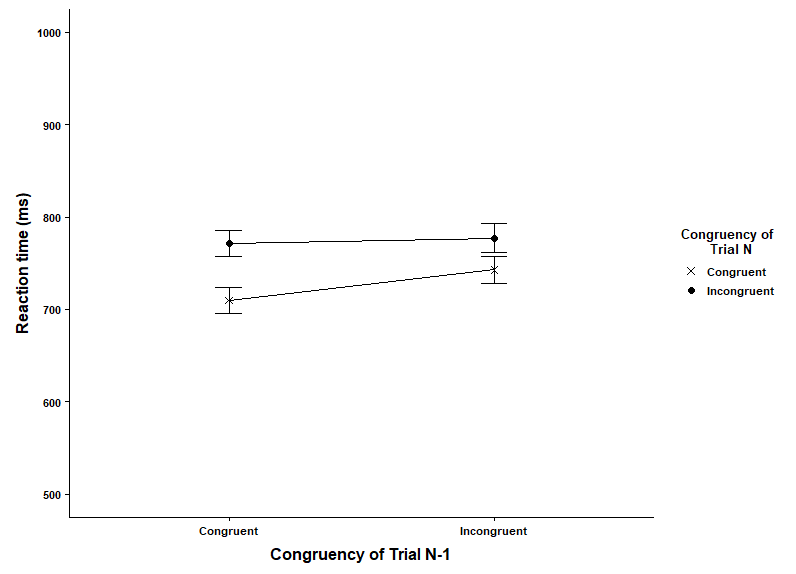 1000
900
800
700
600
500
Reaction time (ms)
Congruent
Incongruent
Congruency of Trial N-1
Congruency of
Trial N
Congruent
Incongruent